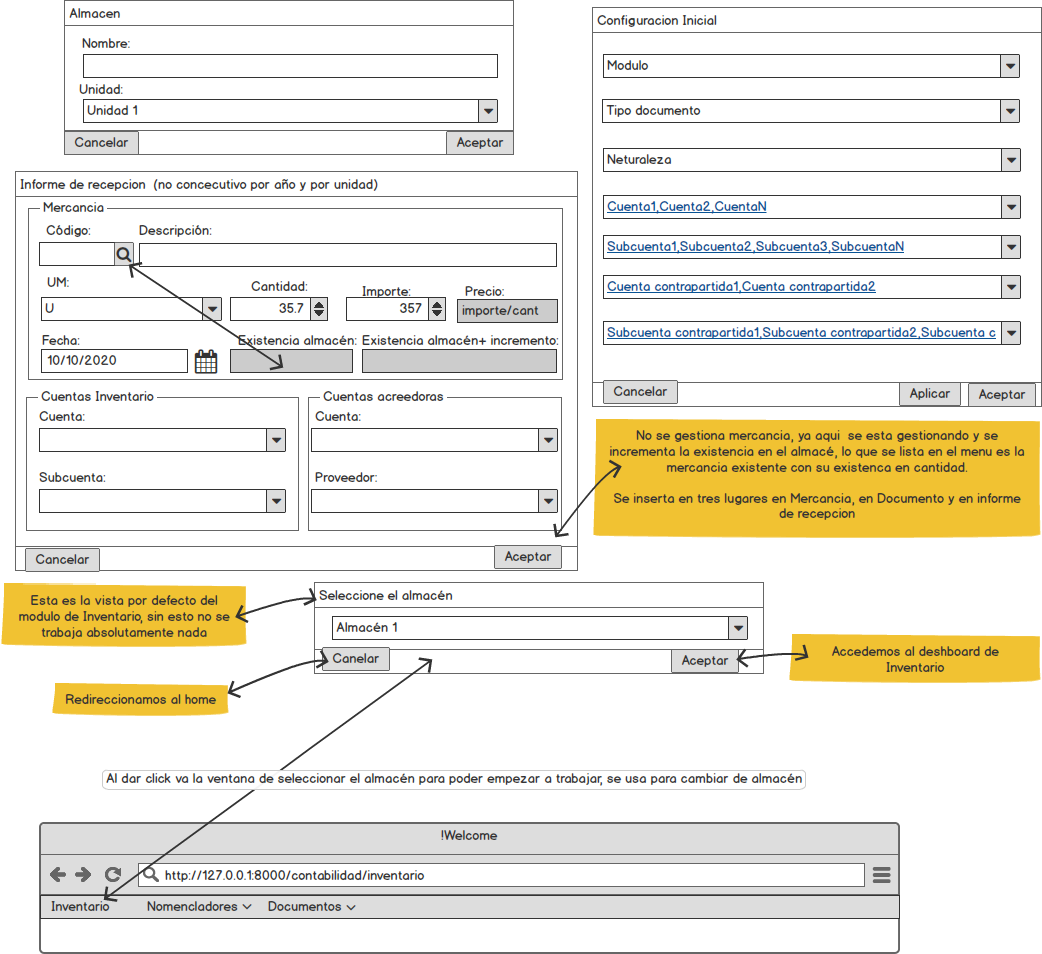 Almacen
Nombre:
Unidad:
Unidad 1
Cancelar
Aceptar
Configuracion Inicial
Modulo
Tipo documento
Neturaleza
Cuenta1,Cuenta2,CuentaN
Subcuenta1,Subcuenta2,Subcuenta3,SubcuentaN
Cuenta contrapartida1,Cuenta contrapartida2
Subcuenta contrapartida1,Subcuenta contrapartida2,Subcuenta c
Cancelar
Aplicar
Aceptar
Informe de recepcion (no concecutivo por año y por unidad)
Mercancia
Código:
Descripción:
UM:
Cantidad:
Importe:
Precio:
U
35.7
357
importe/cant
Fecha:
Existencia almacén:
Existencia almacén+ incremento:
10/10/2020
Cuentas Inventario
Cuenta:
Subcuenta:
Cuentas acreedoras
Cuenta:
Proveedor:
Cancelar
Aceptar
No se gestiona mercancia, ya aqui se esta gestionando y se
incrementa la existencia en el almacé, lo que se lista en el menu es la
mercancia existente con su existenca en cantidad.
Se inserta en tres lugares en Mercancia, en Documento y en informe
de recepcion
Esta es la vista por defecto del
modulo de Inventario, sin esto no se
trabaja absolutamente nada
Seleccione el almacén
Almacén 1
Canelar
Aceptar
Accedemos al deshboard de
Inventario
Redireccionamos al home
Al dar click va la ventana de seleccionar el almacén para poder empezar a trabajar, se usa para cambiar de almacén
!Welcome
http://127.0.0.1:8000/contabilidad/inventario
Inventario
Nomencladores
Documentos